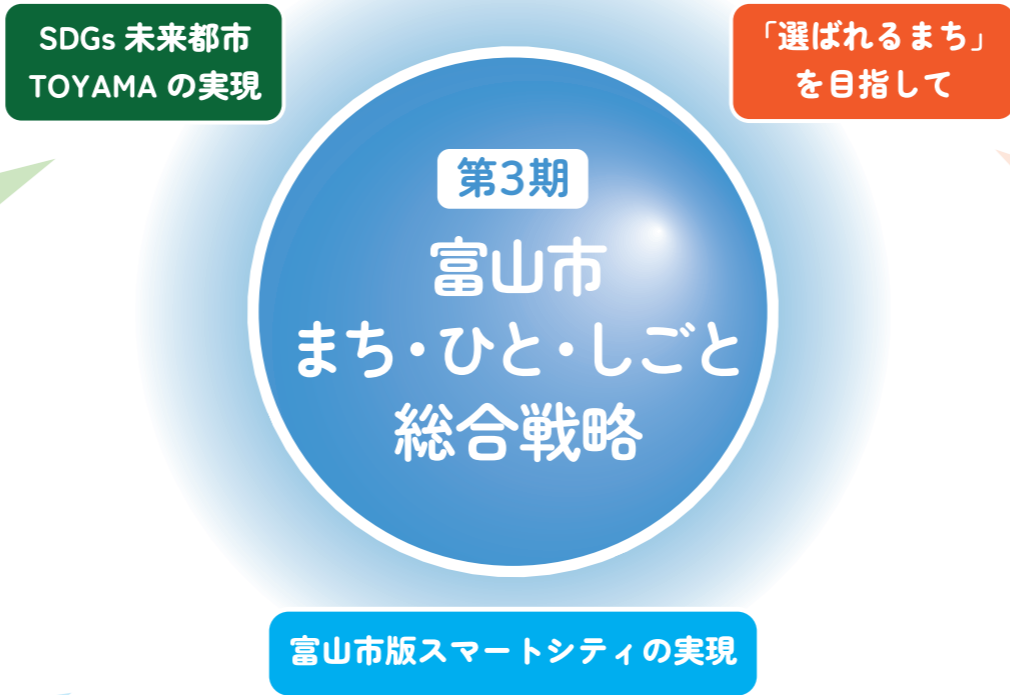 SDGs 未来都市
TOYAMA の実現
「選ばれるまち」
を目指して
第3期
富山市
まち・ひと・しごと
総合戦略
富山市版スマートシティの実現